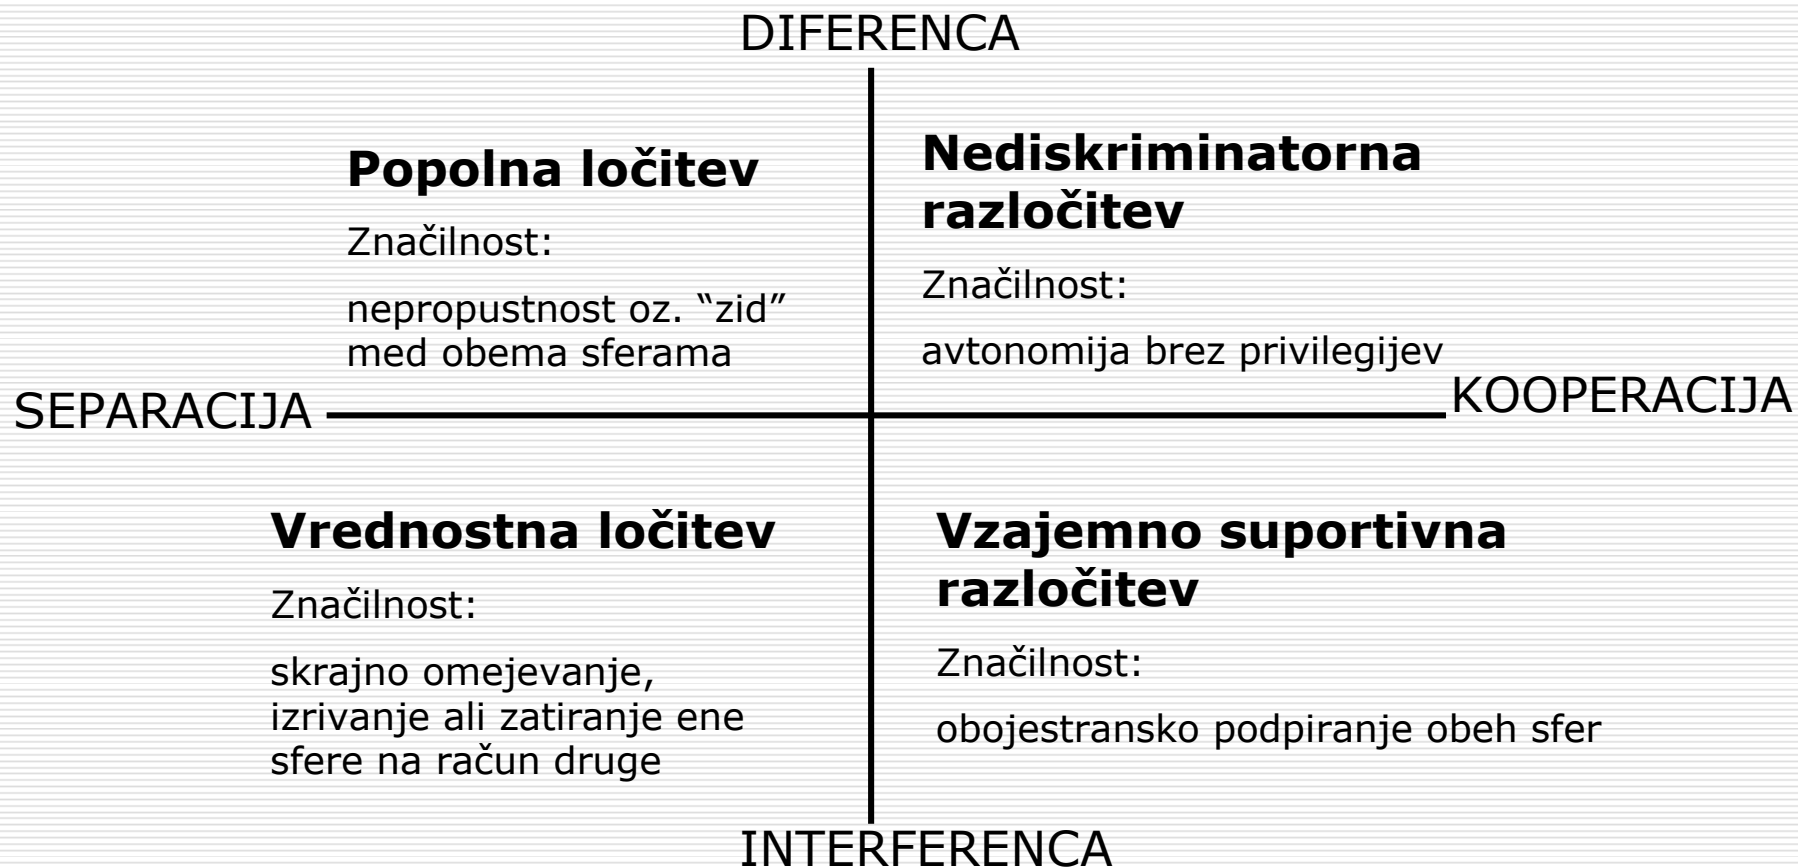 DIFERENCA
Popolna ločitev
Značilnost:
nepropustnost oz. “zid”
med obema sferama
Nediskriminatorna
razločitev
Značilnost:
avtonomija brez privilegijev
SEPARACIJA
KOOPERACIJA
Vrednostna ločitev
Značilnost:
skrajno omejevanje,
izrivanje ali zatiranje ene
sfere na račun druge
Vzajemno suportivna
razločitev
Značilnost:
obojestransko podpiranje obeh sfer
INTERFERENCA